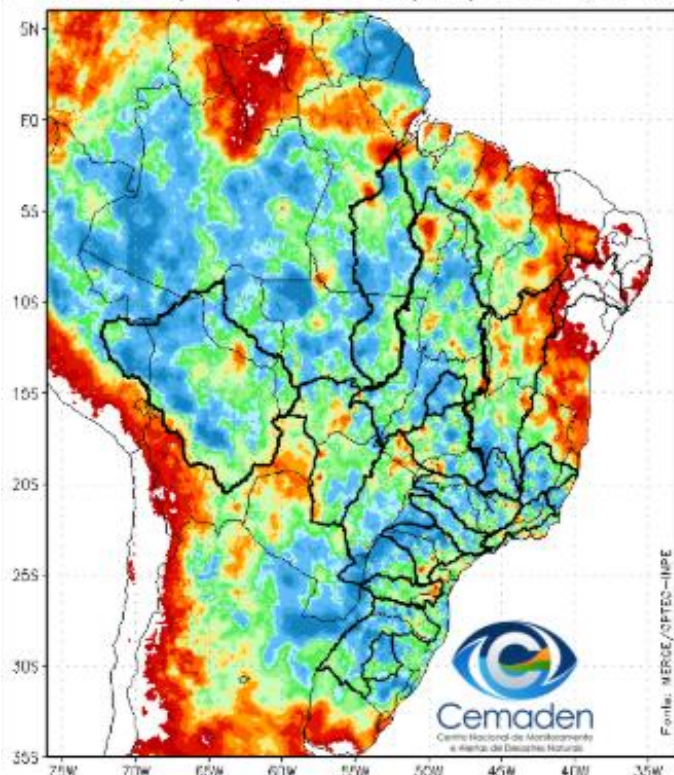 5N
EQ
5S
10S
15S
20S
25S
30S
35S
75W 70W 65W 60W 55W 50W 45W 40W 35W
Fonte: MERGE/CPTEC-INPE
Cemaden
Centro Nacional de Monitoramento
e Alertas de Desastres Naturais